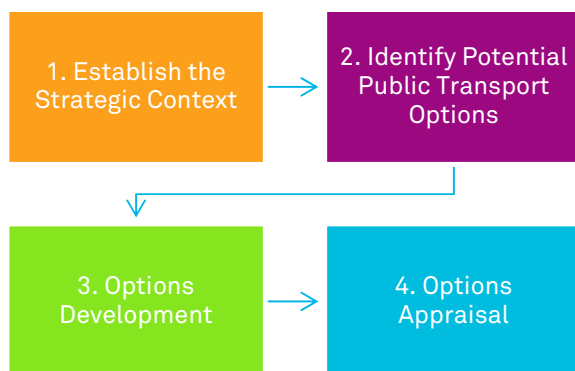 1. Establish the
Strategic Context
2. Identify Potential
Public Transport
Options
3. Options
Development
4. Options
Appraisal